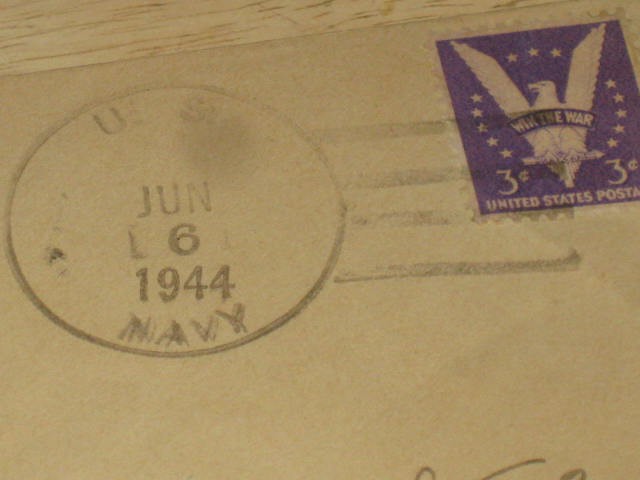 U. S.
JUN
6
1944
NAVY
WIN THE WAR
3¢ 3¢
UNITED STATES POSTA